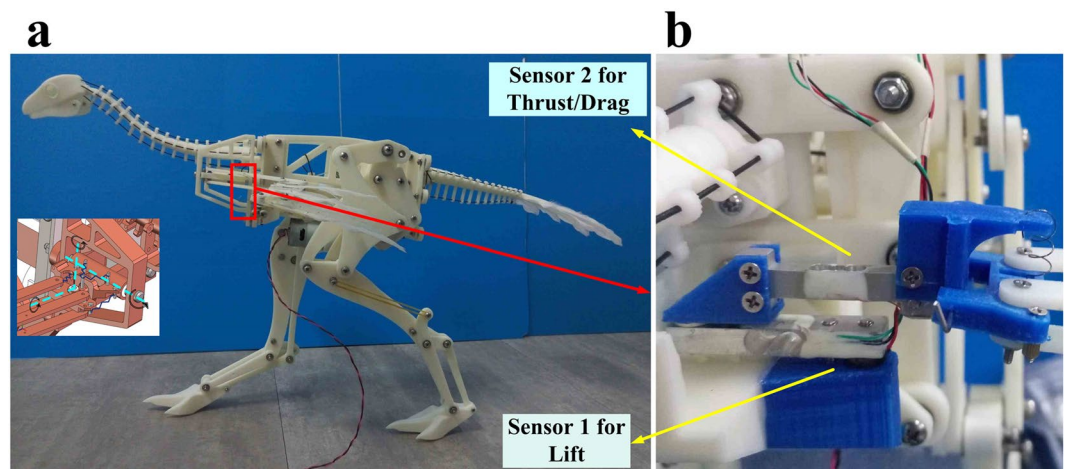 a
b
Sensor 2 for
Thrust/Drag
Sensor 1 for
Lift